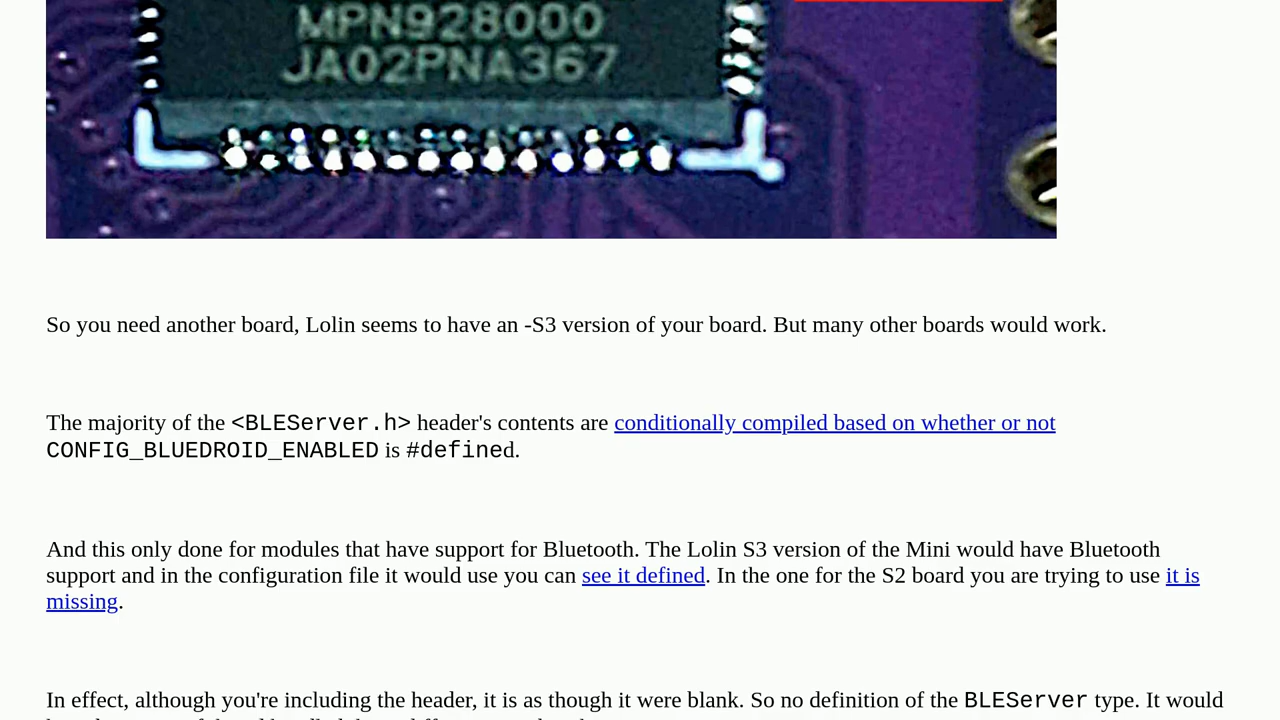 MPN928000
JA02PNA367
So you need another board, Lolin seems to have an -S3 version of your board. But many other boards would work.
The majority of the <BLEServer.h> header's contents are conditionally compiled based on whether or not
CONFIG_BLUEDROID_ENABLED is #defined.
And this only done for modules that have support for Bluetooth. The Lolin S3 version of the Mini would have Bluetooth
support and in the configuration file it would use you can see it defined. In the one for the S2 board you are trying to use it is
missing.
In effect, although you're including the header, it is as though it were blank. So no definition of the BLEServer type. It would